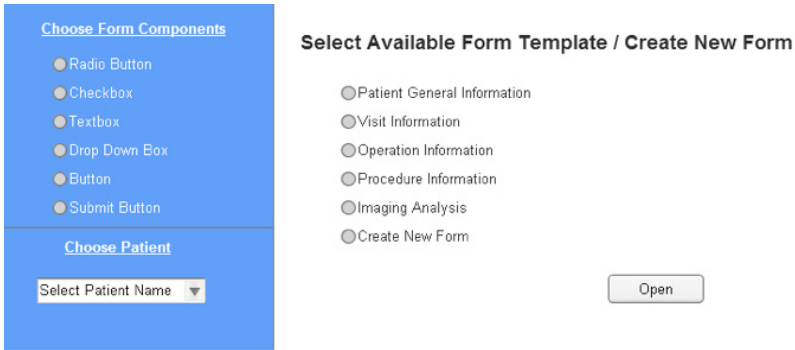 Choose Form Components
Radio Button
Checkbox
Textbox
Drop Down Box
Button
Submit Button
Choose Patient
Select Patient Name
Select Available Form Template / Create New Form
Patient General Information
Visit Information
Operation Information
Procedure Information
Imaging Analysis
Create New Form
Open